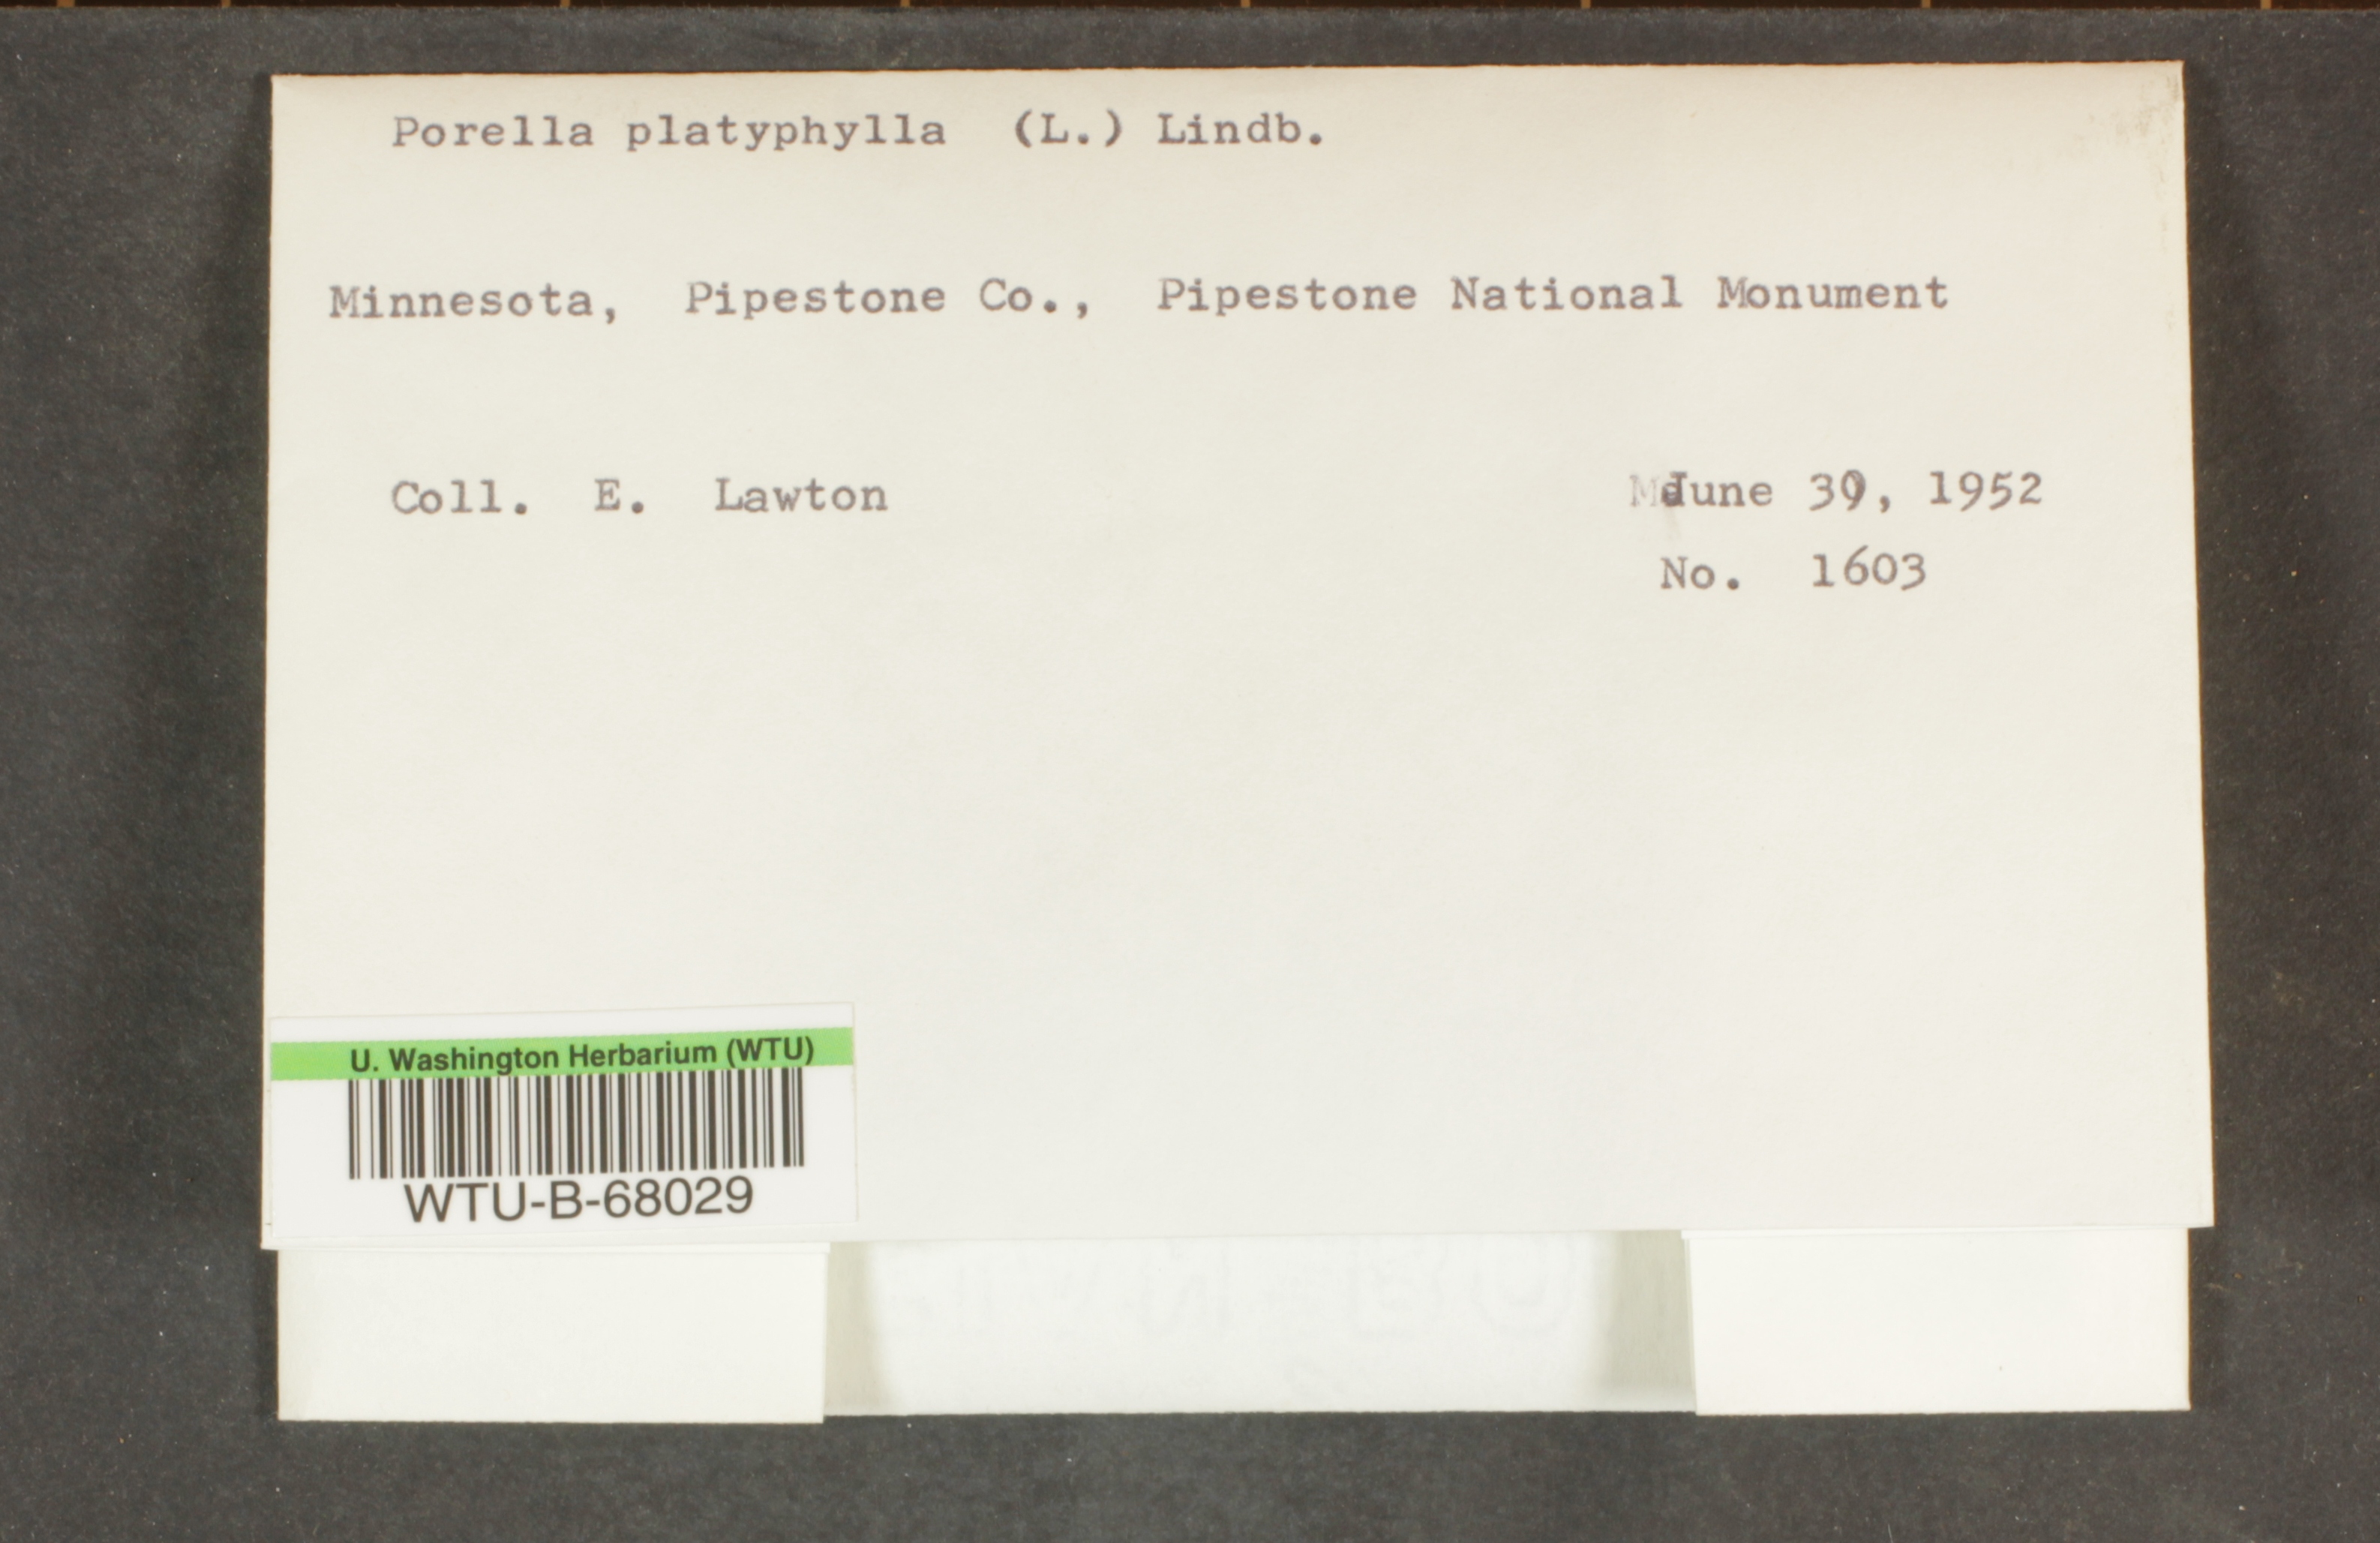 Porella platyphylla (L.) Lindb.
Minnesota, Pipestone Co., Pipestone National Monument
Coll. E. Lawton
June 30, 1952
No. 1603
U. Washington Herbarium (WTU)
WTU-B-68029